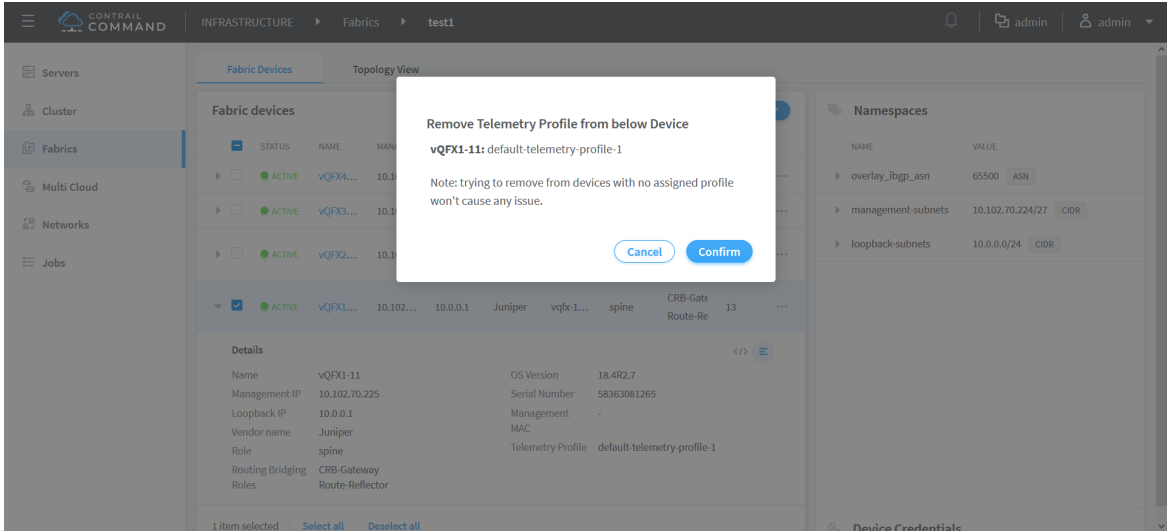 CONTRAIL
COMMAND
INFRASTRUCTURE
Fabrics
test1
admin
admin
Servers
Cluster
Fabrics
Multi Cloud
Networks
Jobs
Fabric Devices
Topology View
Fabric devices
STATUS
NAME
ACTIVE
vQFX4...
ACTIVE
vQFX3...
ACTIVE
vQFX2...
ACTIVE
vQFX1...
10.102...
10.0.0.1
Juniper
vqfx-1...
spine
Route-Re
13
Remove Telemetry Profile from below Device
vQFX1-11: default-telemetry-profile-1
Note: trying to remove from devices with no assigned profile
won't cause any issue.
Cancel
Confirm
Details
Name
vQFX1-11
Management IP
10.102.70.225
Loopback IP
10.0.0.1
Vendor name
Juniper
Role
spine
Routing Bridging
Roles
CRB-Gateway
Route-Reflector
OS Version
18.4R2.7
Serial Number
58363081265
Management
MAC
-
Telemetry Profile
default-telemetry-profile-1
1 item selected
Select all
Deselect all
Namespaces
NAME
VALUE
overlay_ibgp_asn
65500
ASN
management-subnets
10.102.70.224/27
CIDR
loopback-subnets
10.0.0.0/24
CIDR
Device Credentials